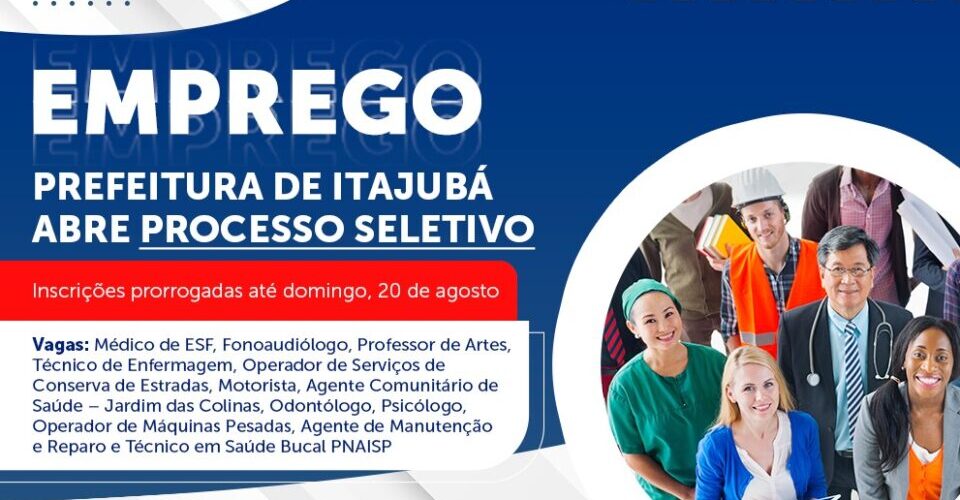 EMPREGO
PREFEITURA DE ITAJUBÁ
ABRE PROCESSO SELETIVO
Inscrições prorrogadas até domingo, 20 de agosto
Vagas: Médico de ESF, Fonoaudiólogo, Professor de Artes,
Técnico de Enfermagem, Operador de Serviços de
Conserva de Estradas, Motorista, Agente Comunitário de
Saúde – Jardim das Colinas, Odontólogo, Psicólogo,
Operador de Máquinas Pesadas, Agente de Manutenção
e Reparo e Técnico em Saúde Bucal PNAISP